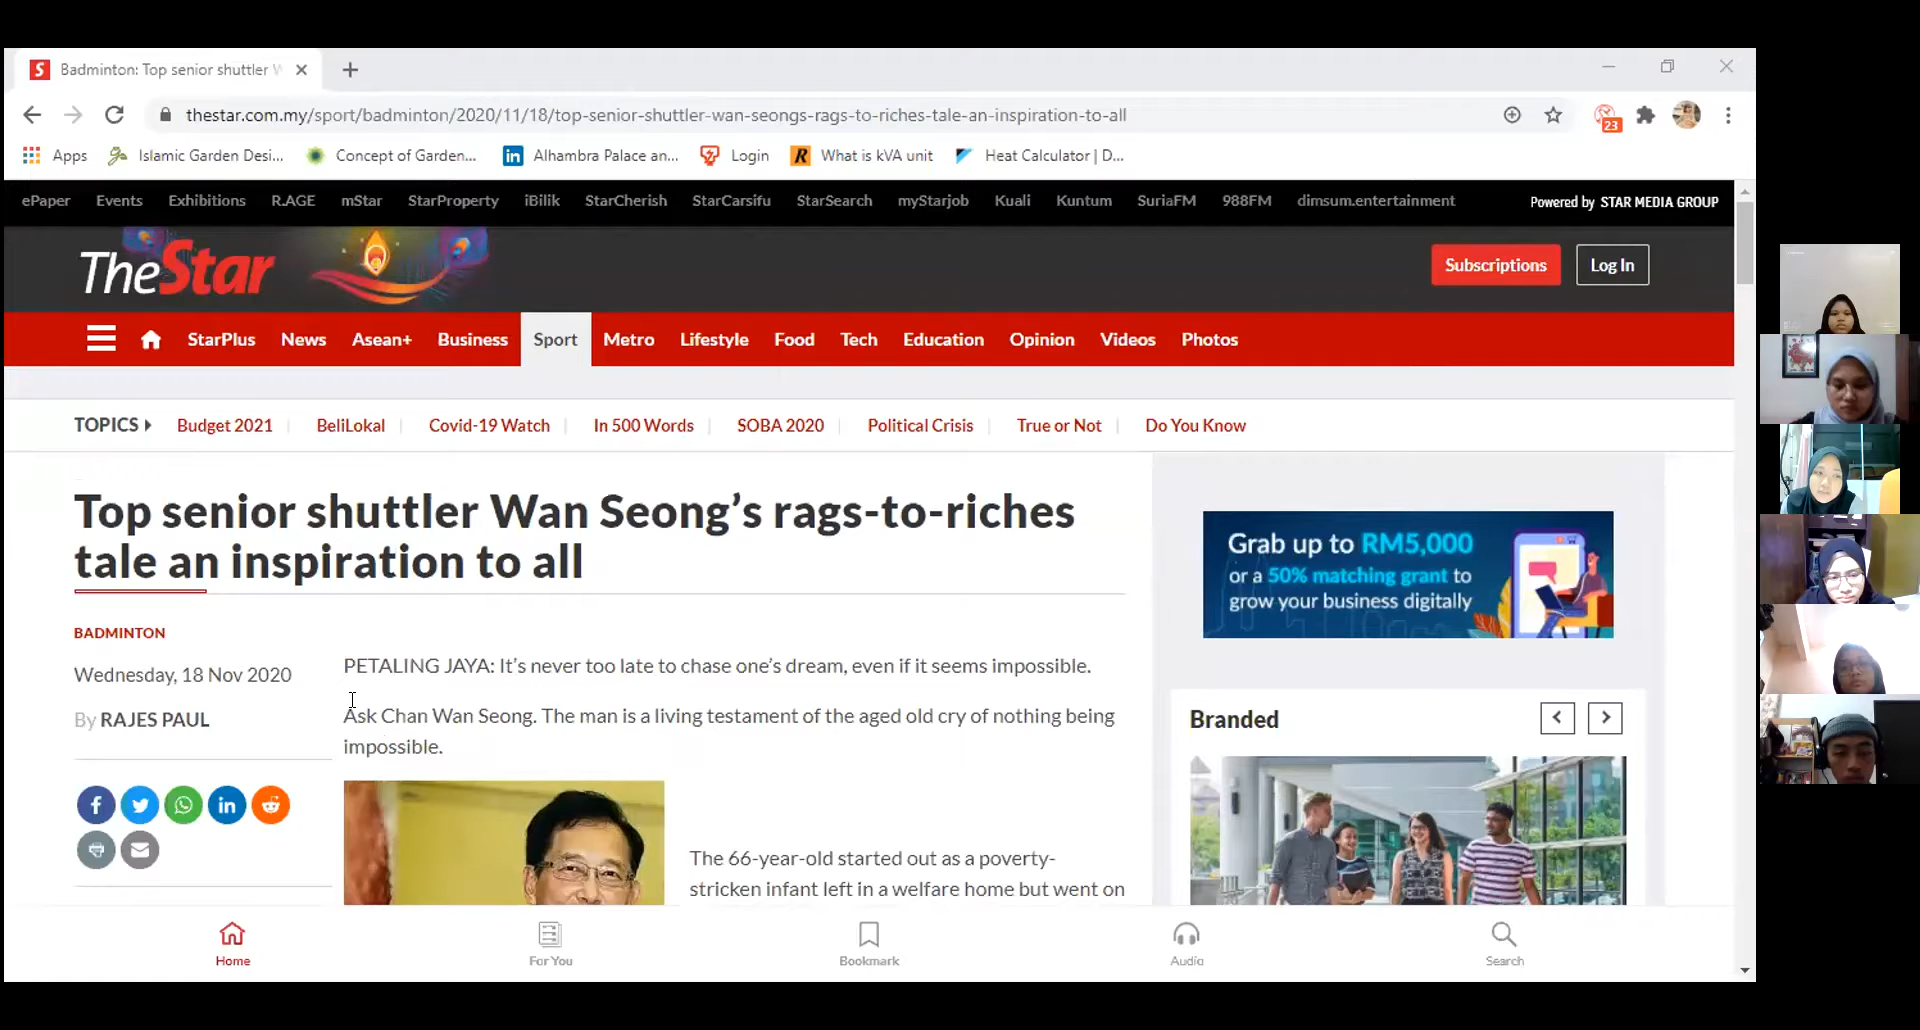 Badminton: Top senior shuttler W
thestar.com.my/sport/badminton/2020/11/18/top-senior-shuttler-wan-seongs-rags-to-riches-tale-an-inspiration-to-all
23
Apps Islamic Garden Desi... Concept of Garden... Alhambra Palace an... Login What is kVA unit Heat Calculator | D...
ePaper Events Exhibitions R.AGE mStar StarProperty iBilik StarCherish StarCarsifu StarSearch myStarjob Kuali Kuntum SuriaFM 988FM dimsum.entertainment Powered by STAR MEDIA GROUP
TheStar
Subscriptions Log In
StarPlus News Asean+ Business Sport Metro Lifestyle Food Tech Education Opinion Videos Photos
TOPICS Budget 2021 BeliLokal Covid-19 Watch In 500 Words SOBA 2020 Political Crisis True or Not Do You Know
Top senior shuttler Wan Seong’s rags-to-riches
tale an inspiration to all
BADMINTON
Wednesday, 18 Nov 2020
By RAJES PAUL
PETALING JAYA: It’s never too late to chase one’s dream, even if it seems impossible.
Ask Chan Wan Seong. The man is a living testament of the aged old cry of nothing being
impossible.
The 66-year-old started out as a poverty-
stricken infant left in a welfare home but went on
Grab up to RM5,000
or a 50% matching grant to
grow your business digitally
Branded
Home For You Bookmark Audio Search